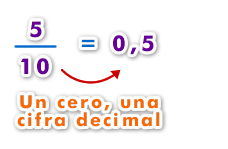 5
10
= 0,5
Un cero, una
cifra decimal